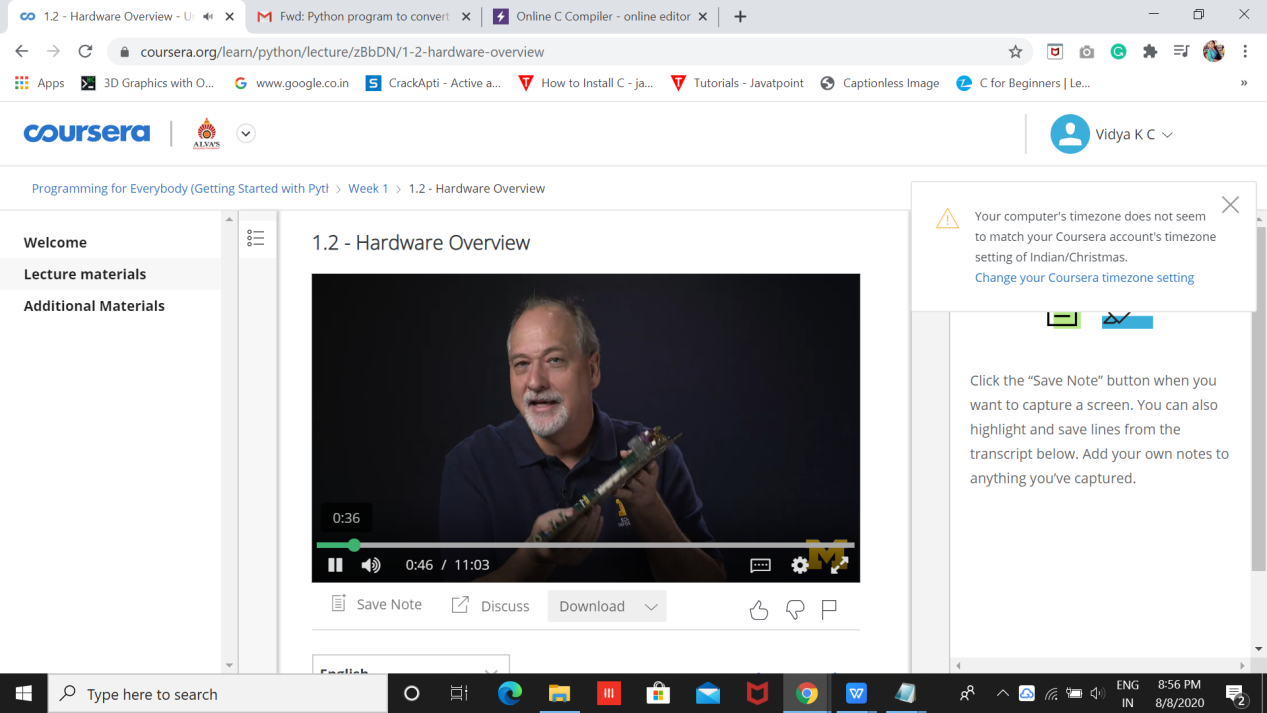 1.2 - Hardware Overview - U
Fwd: Python program to convert
Online C Compiler - online editor
coursera.org/learn/python/lecture/zBbDN/1-2-hardware-overview
Apps
3D Graphics with O...
www.google.co.in
CrackApti - Active a...
How to Install C - ja...
Tutorials - Javatpoint
Captionless Image
C for Beginners | Le...
»
coursera
ALVA'S
Vidya K C
Programming for Everybody (Getting Started with Pyt
Week 1
1.2 - Hardware Overview
Your computer's timezone does not seem
to match your Coursera account's timezone
setting of Indian/Christmas.
Change your Coursera timezone setting
Welcome
Lecture materials
Additional Materials
1.2 - Hardware Overview
0:36
M
0:46 / 11:03
Save Note
Discuss
Download
English
Click the “Save Note” button when you
want to capture a screen. You can also
highlight and save lines from the
transcript below. Add your own notes to
anything you’ve captured.
Type here to search
W
ENG
IN
8:56 PM
8/8/2020
2